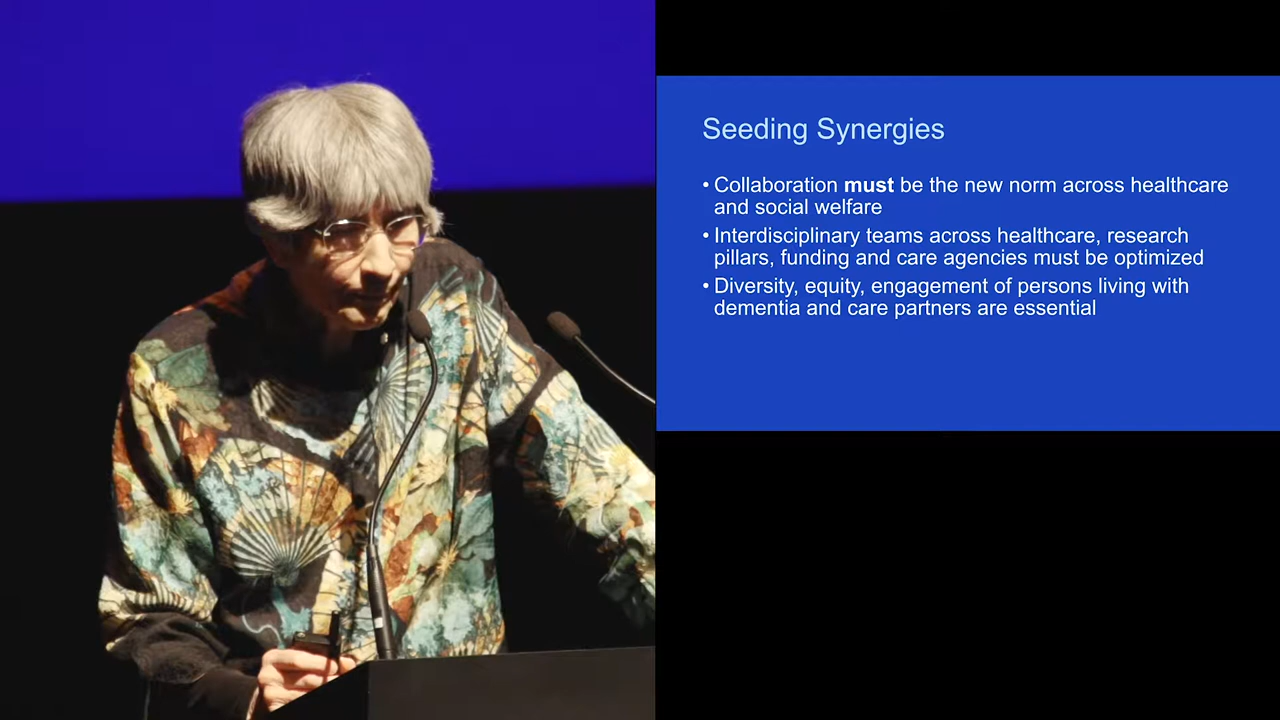 Seeding Synergies
• Collaboration must be the new norm across healthcare
and social welfare
• Interdisciplinary teams across healthcare, research
pillars, funding and care agencies must be optimized
• Diversity, equity, engagement of persons living with
dementia and care partners are essential